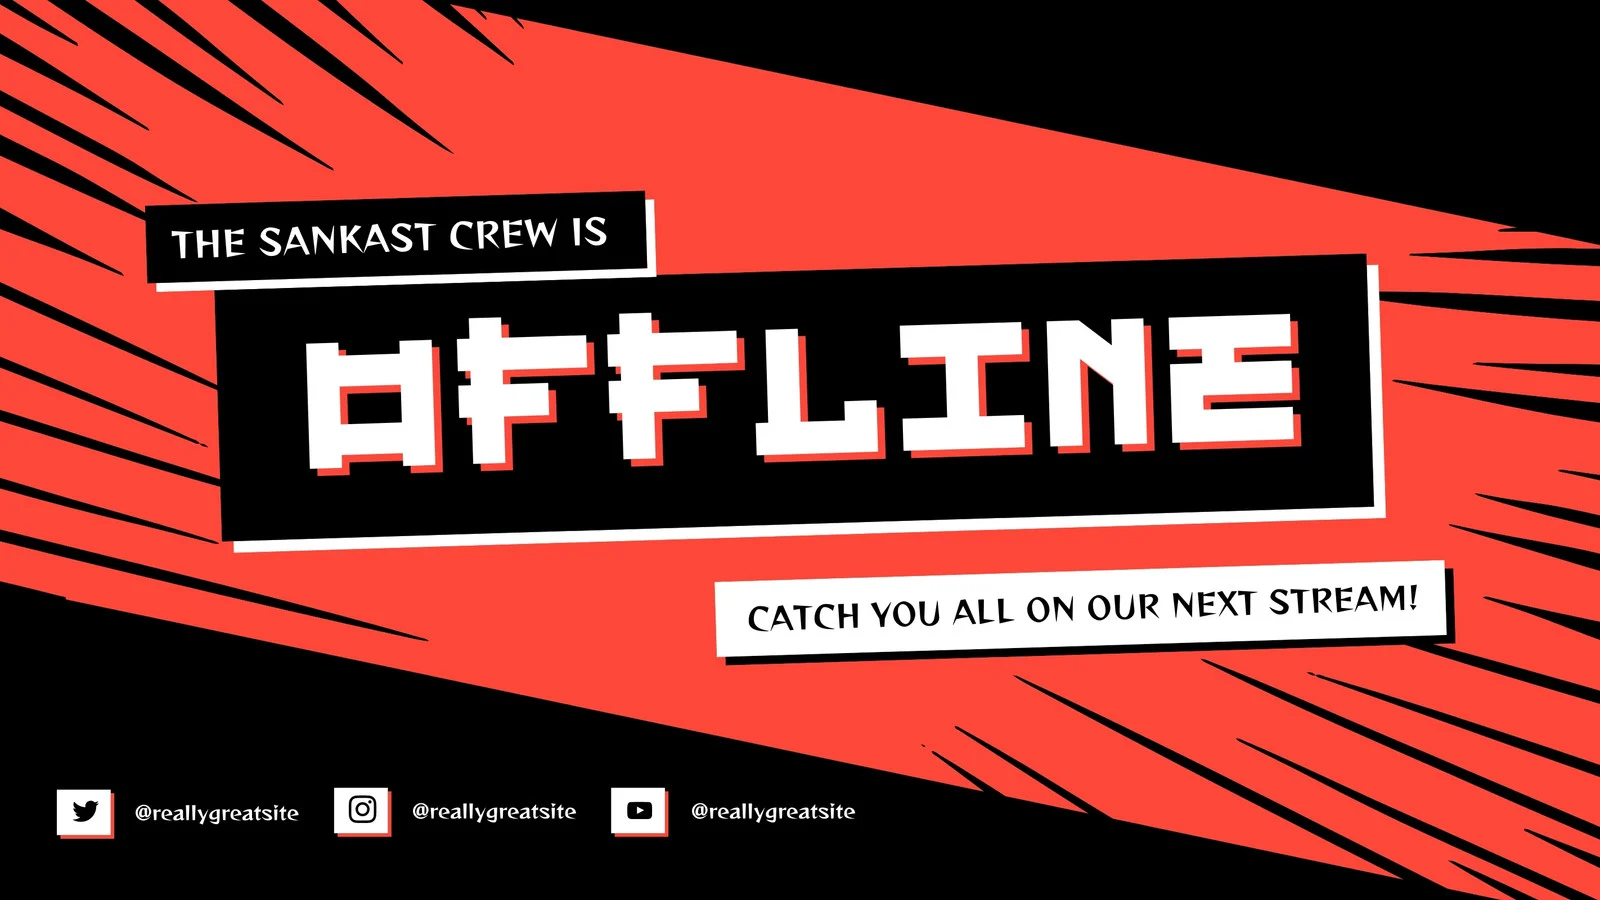 THE SANKAST CREW IS
OFFLINE
CATCH YOU ALL ON OUR NEXT STREAM!
@reallygreatsite @reallygreatsite @reallygreatsite